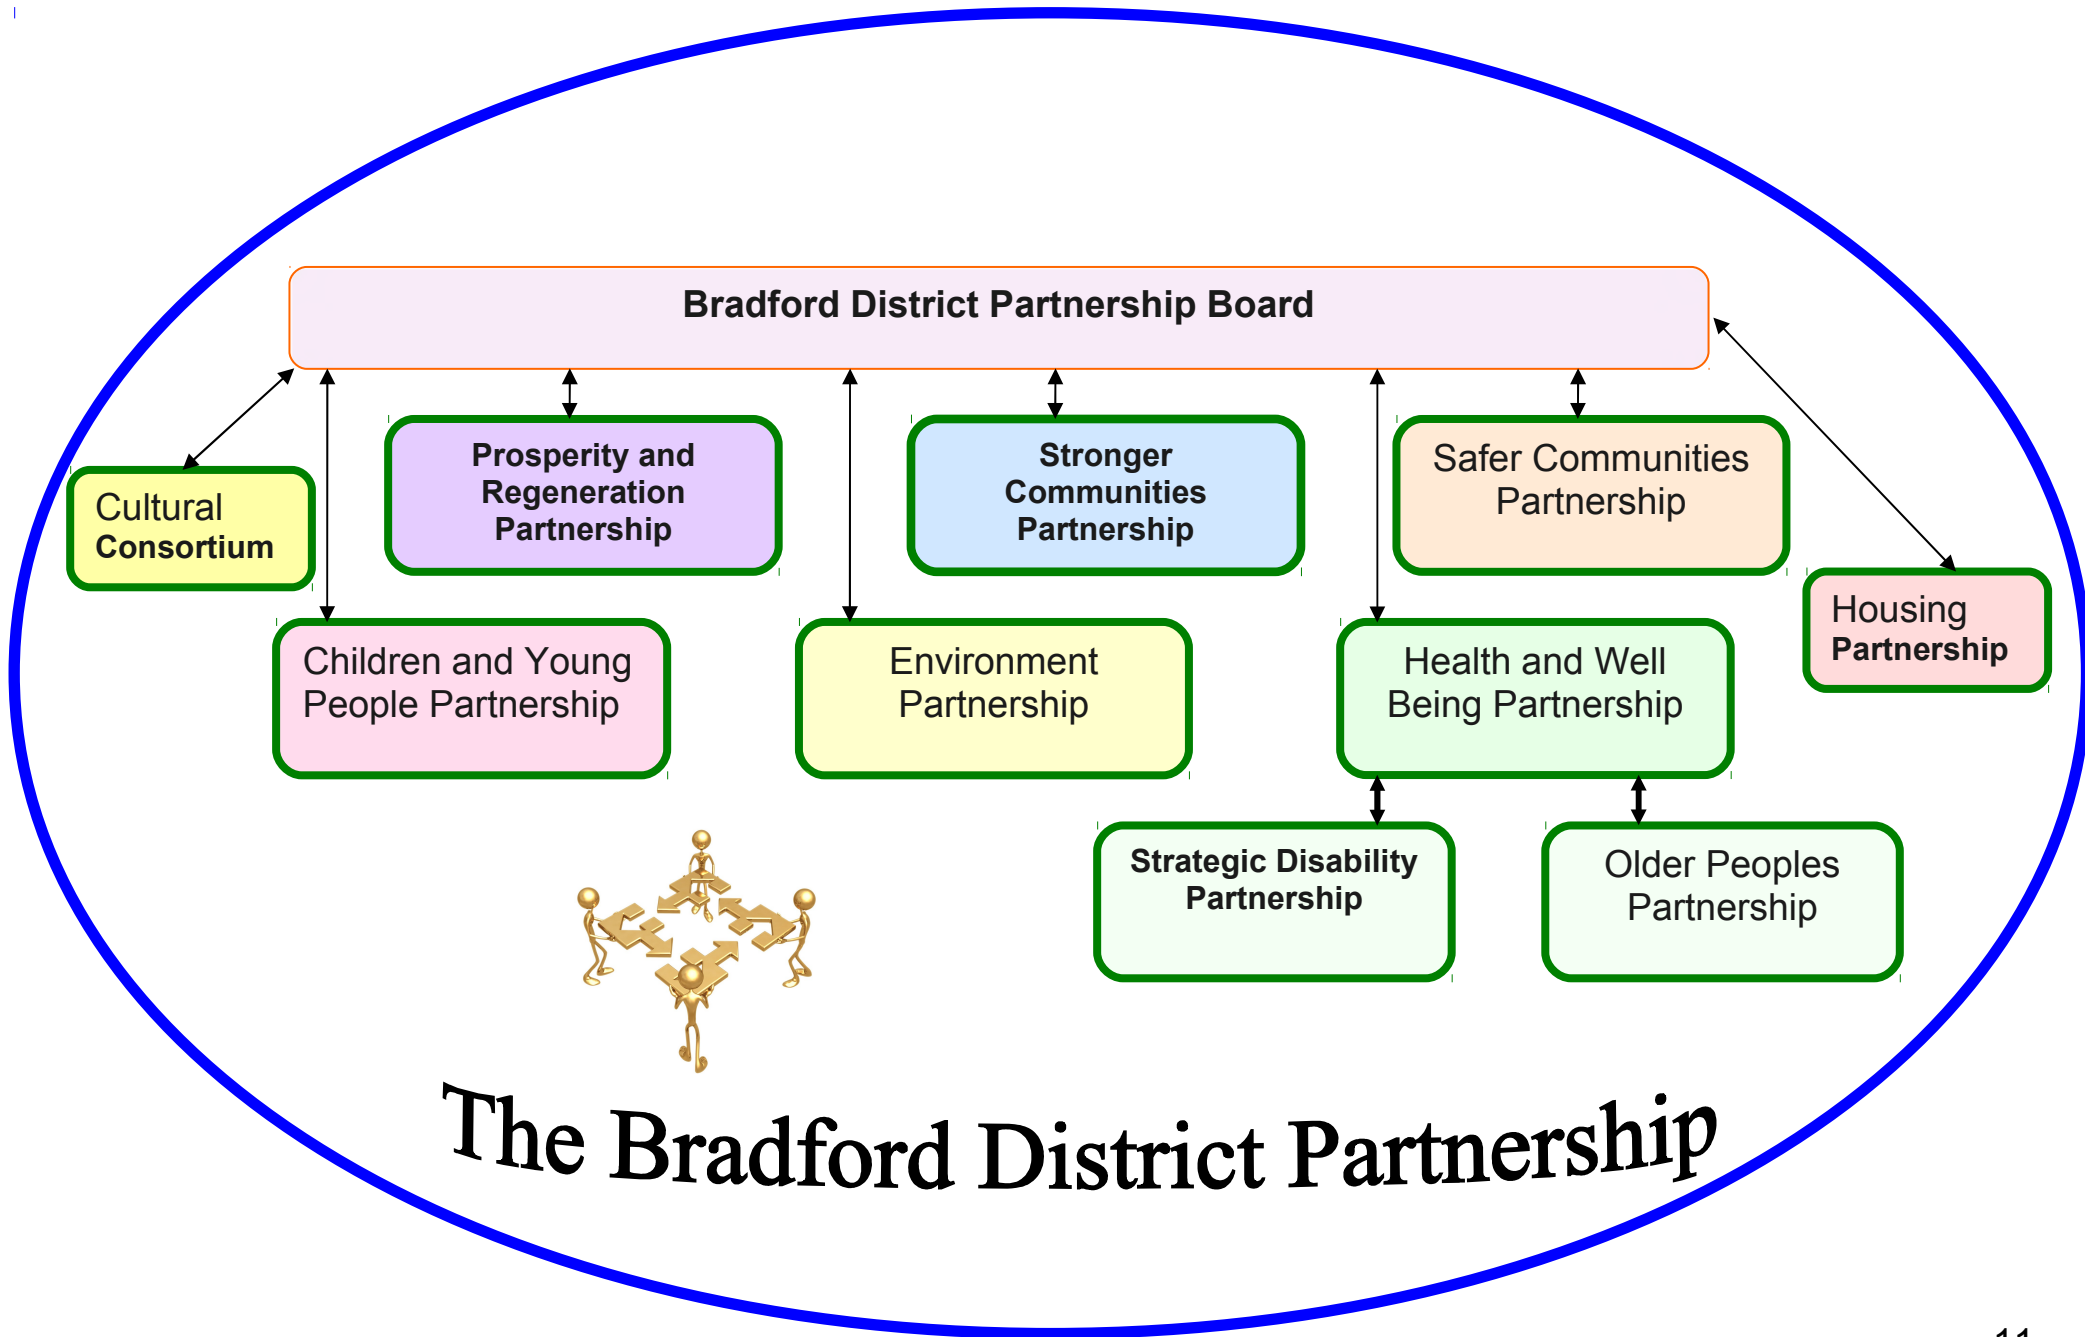 Bradford District Partnership Board
Prosperity and
Regeneration
Partnership
Stronger
Communities
Partnership
Safer Communities
Partnership
Cultural
Consortium
Housing
Partnership
Children and Young
People Partnership
Environment
Partnership
Health and Well
Being Partnership
Strategic Disability
Partnership
Older Peoples
Partnership
The Bradford District Partnership
11